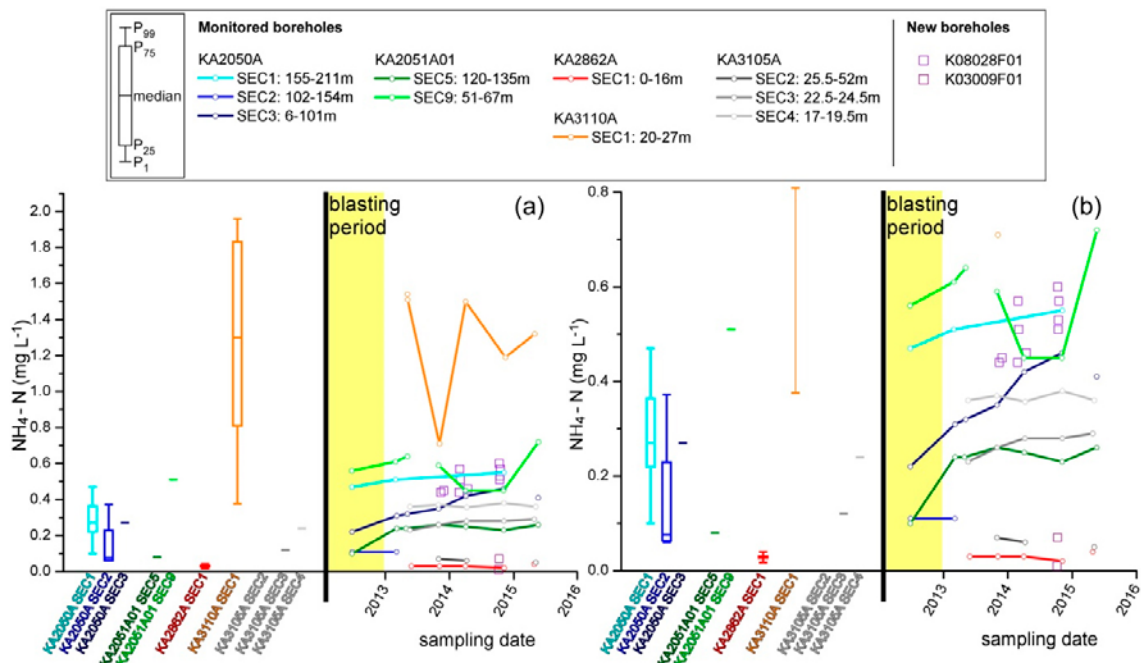 P99
P75
median
P25
P1
Monitored boreholes
KA2050A
SEC1: 155-211m
SEC2: 102-154m
SEC3: 6-101m
KA2051A01
SEC5: 120-135m
SEC9: 51-67m
KA2862A
SEC1: 0-16m
KA3110A
SEC1: 20-27m
KA3105A
SEC2: 25.5-52m
SEC3: 22.5-24.5m
SEC4: 17-19.5m
New boreholes
K08028F01
K03009F01
NH4 - N (mg L-1)
2.0
1.8
1.6
1.4
1.2
1.0
0.8
0.6
0.4
0.2
0.0
blasting
period
(a)
KA2050A SEC1
KA2050A SEC2
KA2050A SEC3
KA2051A01 SEC5
KA2051A01 SEC9
KA2862A SEC1
KA3110A SEC1
KA3105A SEC2
KA3105A SEC3
KA3105A SEC4
2013
2014
2015
2016
sampling date
NH4 - N (mg L-1)
0.8
0.6
0.4
0.2
0.0
blasting
period
(b)
KA2050A SEC1
KA2050A SEC2
KA2050A SEC3
KA2051A01 SEC5
KA2051A01 SEC9
KA2862A SEC1
KA3110A SEC1
KA3105A SEC2
KA3105A SEC3
KA3105A SEC4
2013
2014
2015
2016
sampling date